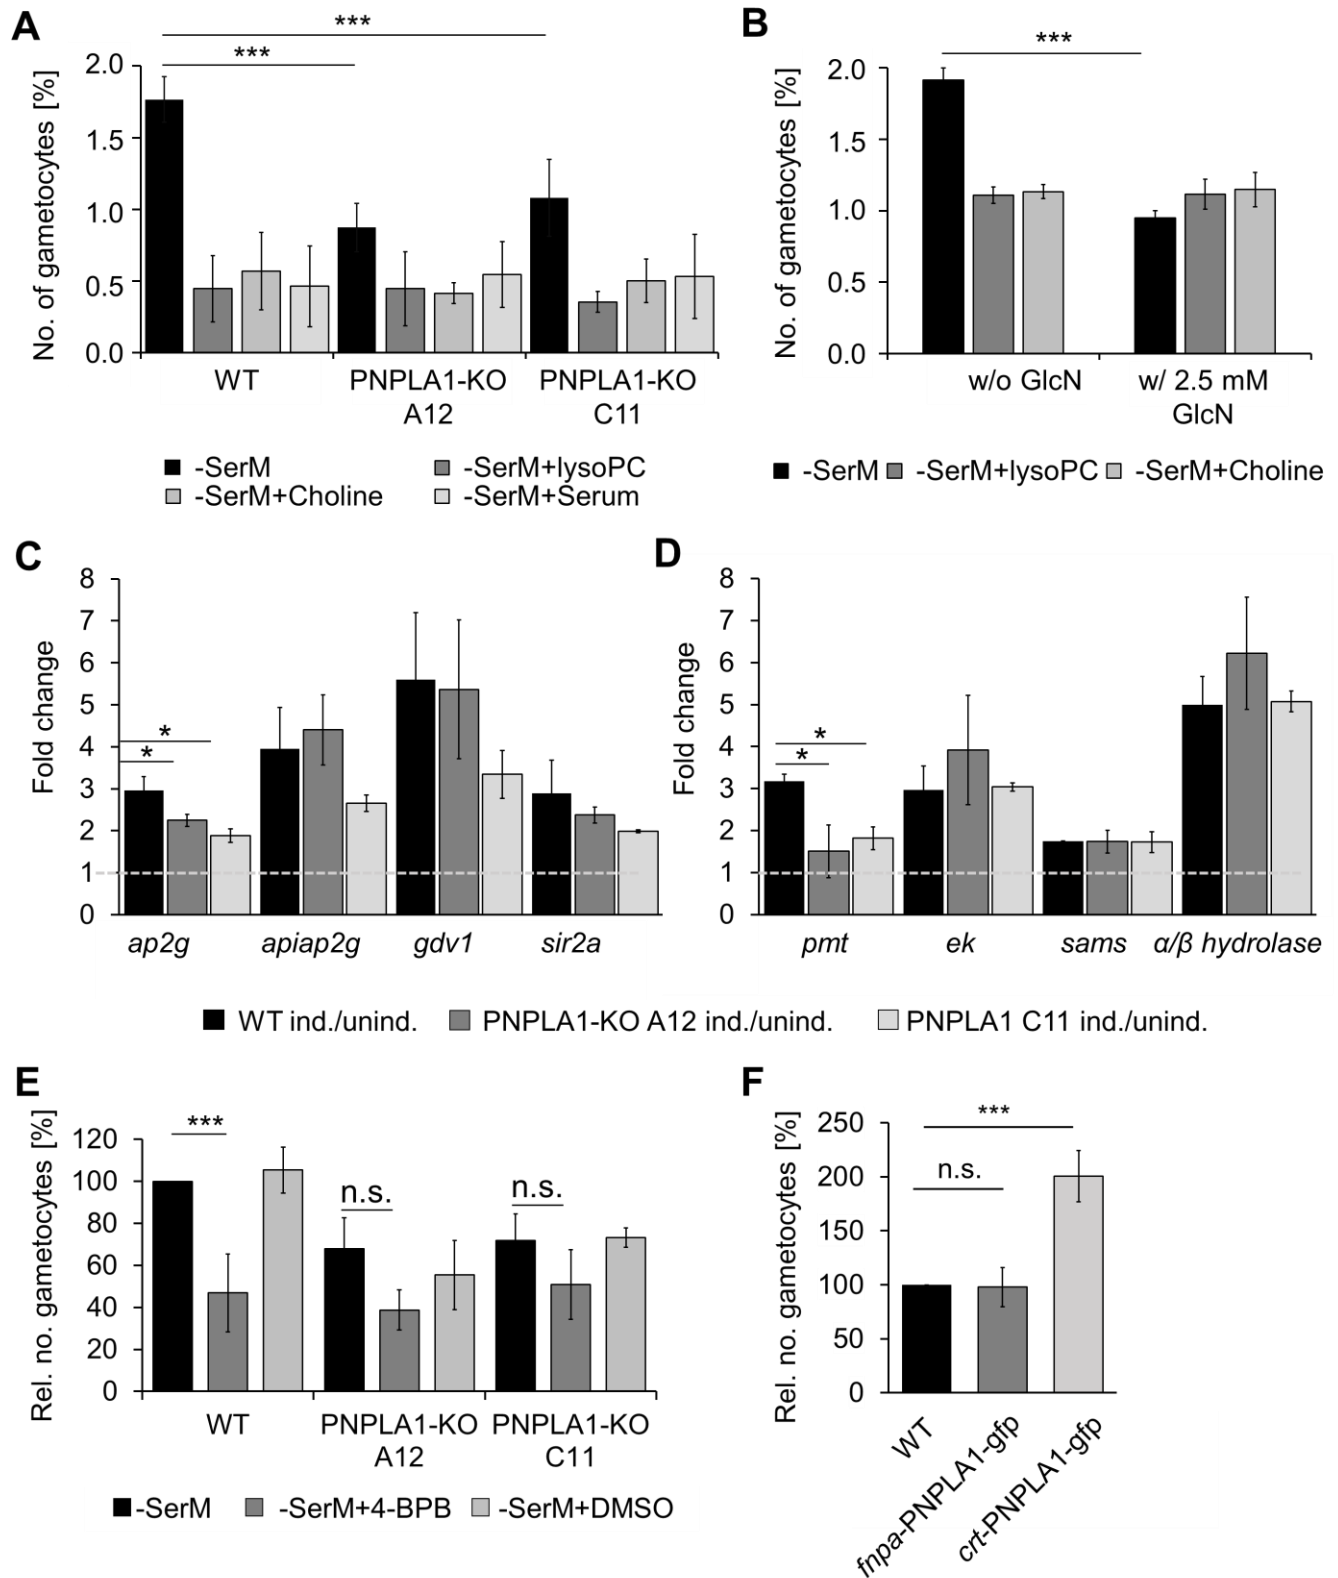 A
***
***
No. of gametocytes [%]
2.0
1.5
1.0
0.5
0.0
WT
PNPLA1-KO
A12
PNPLA1-KO
C11
-SerM
-SerM+lysoPC
-SerM+Choline
-SerM+Serum
B
***
No. of gametocytes [%]
2.0
1.5
1.0
0.5
0.0
w/o GlcN
w/ 2.5 mM
GlcN
-SerM
-SerM+lysoPC
-SerM+Choline
C
Fold change
8
7
6
5
4
3
2
1
0
*
*
ap2g
apiap2g
gdv1
sir2a
D
Fold change
8
7
6
5
4
3
2
1
0
*
*
pmt
ek
sams
α/β hydrolase
WT ind./unind.
PNPLA1-KO A12 ind./unind.
PNPLA1 C11 ind./unind.
E
Rel. no. gametocytes [%]
120
100
80
60
40
20
0
***
n.s.
n.s.
WT
PNPLA1-KO
A12
PNPLA1-KO
C11
-SerM
-SerM+4-BPB
-SerM+DMSO
F
Rel. no. gametocytes [%]
250
200
150
100
50
0
***
n.s.
WT
fnpa-PNPLA1-gfp
crt-PNPLA1-gfp